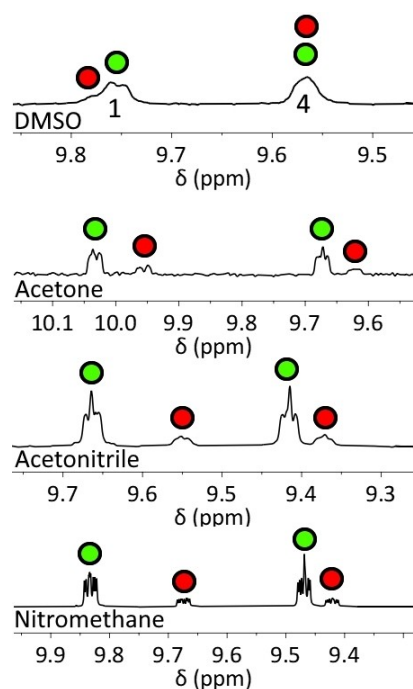 1 4
DMSO
9.8 9.7 9.6 9.5
δ (ppm)
Acetone
10.1 10.0 9.9 9.8 9.7 9.6
δ (ppm)
Acetonitrile
9.7 9.6 9.5 9.4 9.3
δ (ppm)
Nitromethane
9.9 9.8 9.7 9.6 9.5 9.4
δ (ppm)